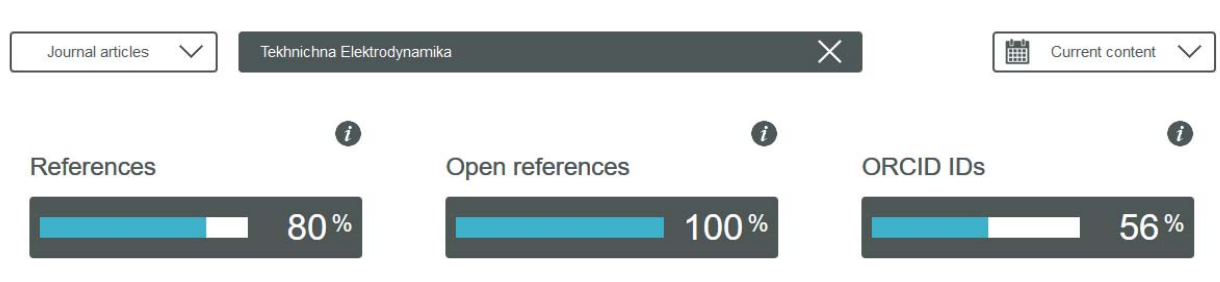 Journal articles
Tekhnichna Elektrodynamika
Current content
References
Open references
ORCID IDs
80%
100%
56%